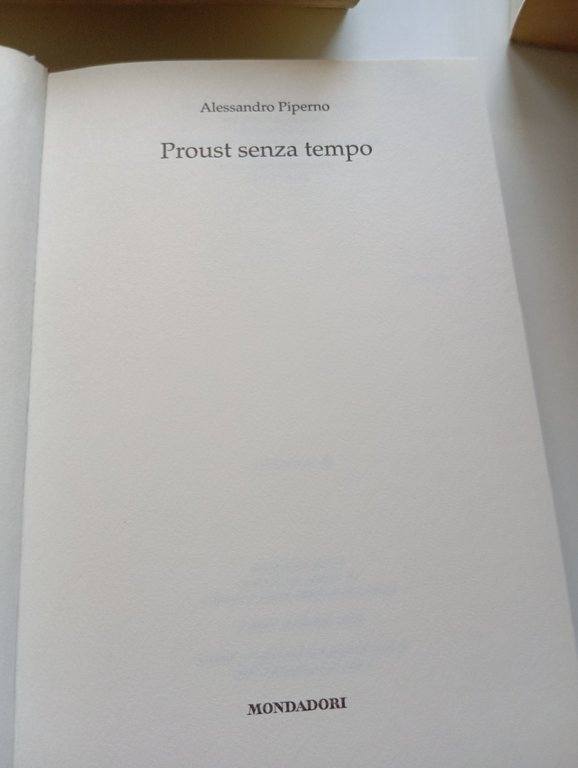 Alessandro Piperno
Proust senza tempo
MONDADORI